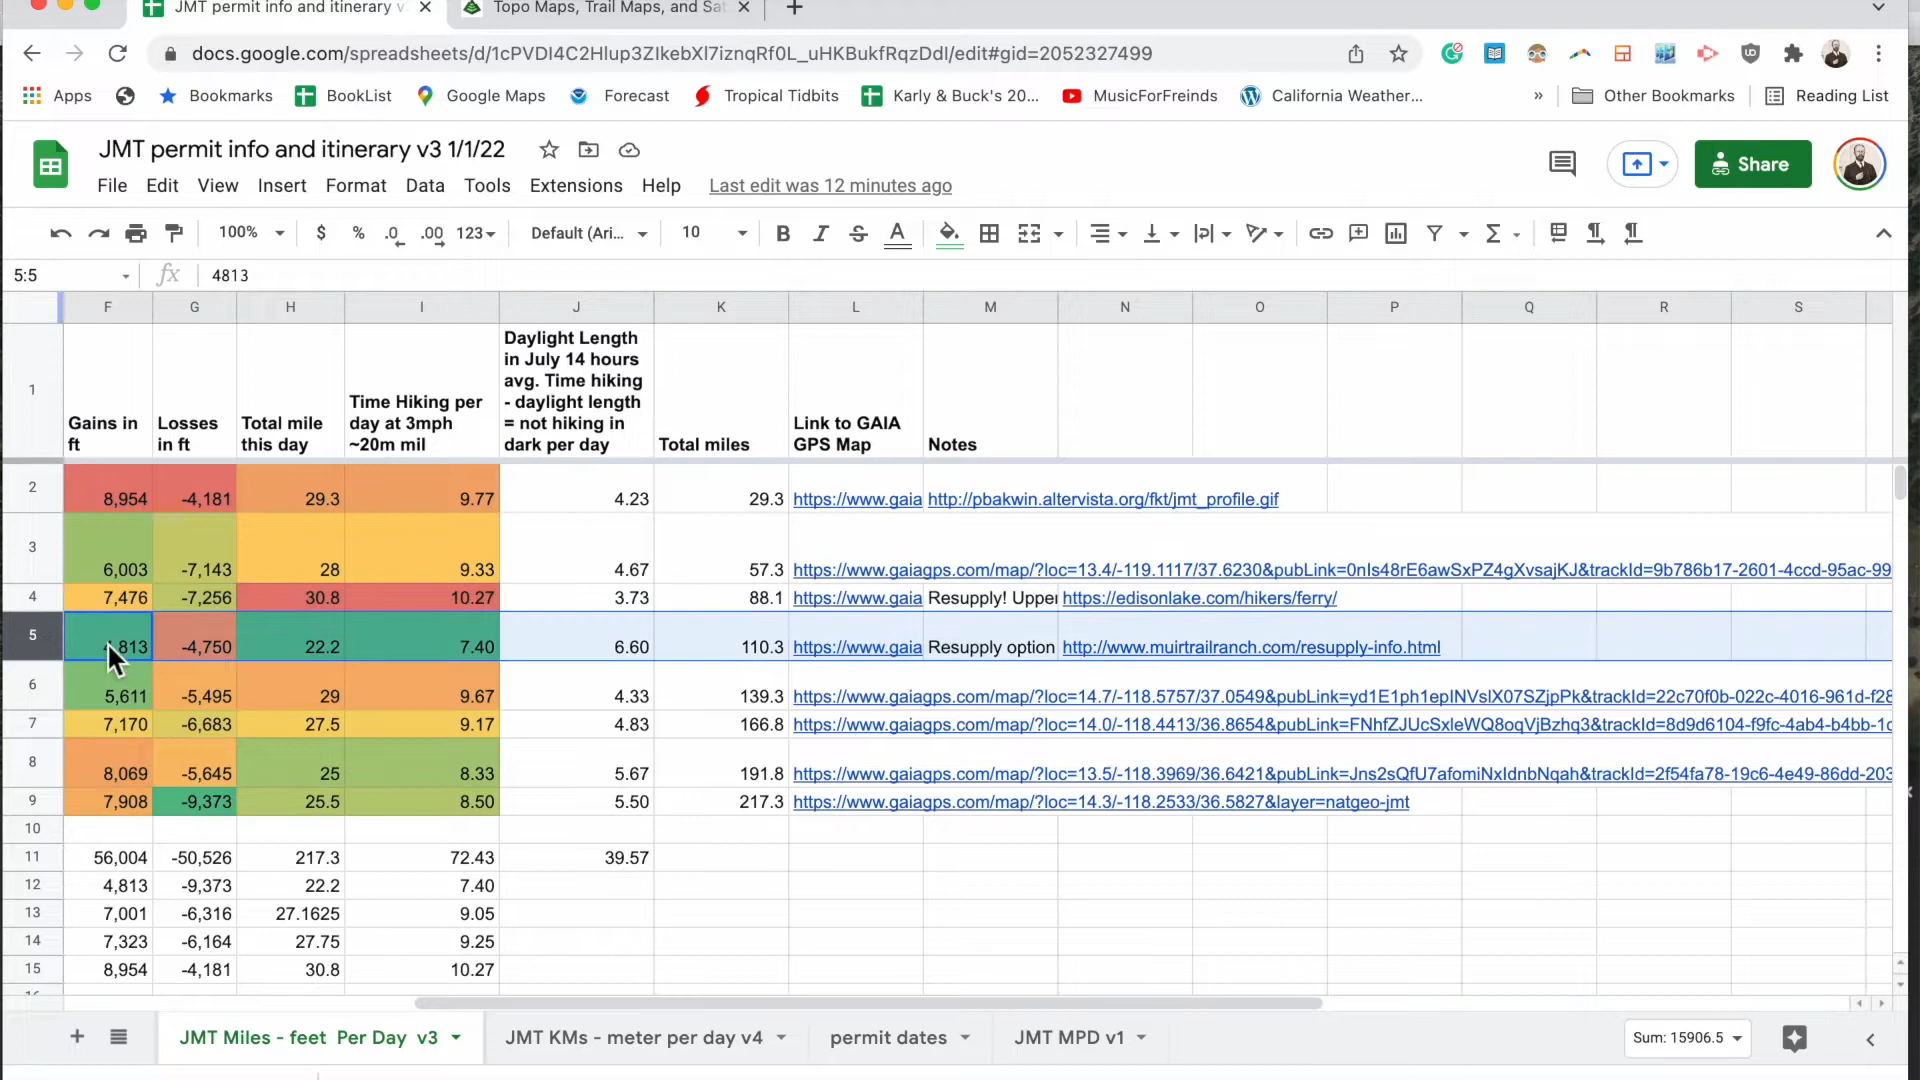 JMT permit info and itinerary v
Topo Maps, Trail Maps, and Sat
docs.google.com/spreadsheets/d/1cPVDI4C2Hlup3ZIkebXl7iznqRf0L_uHKBukfRqzDdI/edit#gid=2052327499
Apps Bookmarks BookList Google Maps Forecast Tropical Tidbits Karly & Buck's 20... MusicForFreinds California Weather... » Other Bookmarks Reading List
JMT permit info and itinerary v3 1/1/22
Share
File Edit View Insert Format Data Tools Extensions Help Last edit was 12 minutes ago
100% $ % .0 .00 123 Default (Ari... 10 B I S A
5:5 fx 4813
F G H I J K L M N O P Q R S
1
Gains in ft
Losses in ft
Total mile this day
Time Hiking per day at 3mph ~20m mil
Daylight Length in July 14 hours avg. Time hiking - daylight length = not hiking in dark per day
Total miles
Link to GAIA GPS Map
Notes
2 8,954 -4,181 29.3 9.77 4.23 29.3 https://www.gaia http://pbakwin.altervista.org/fkt/jmt_profile.gif
3 6,003 -7,143 28 9.33 4.67 57.3 https://www.gaiagps.com/map/?loc=13.4/-119.1117/37.6230&pubLink=0nIs48rE6awSxPZ4gXvsajKJ&trackId=9b786b17-2601-4ccd-95ac-99
4 7,476 -7,256 30.8 10.27 3.73 88.1 https://www.gaia Resupply! Upper https://edisonlake.com/hikers/ferry/
5 4,813 -4,750 22.2 7.40 6.60 110.3 https://www.gaia Resupply option http://www.muirtrailranch.com/resupply-info.html
6 5,611 -5,495 29 9.67 4.33 139.3 https://www.gaiagps.com/map/?loc=14.7/-118.5757/37.0549&pubLink=yd1E1ph1epINVslX07SZjpPk&trackId=22c70f0b-022c-4016-961d-f28
7 7,170 -6,683 27.5 9.17 4.83 166.8 https://www.gaiagps.com/map/?loc=14.0/-118.4413/36.8654&pubLink=FNhfZJUcSxleWQ8oqVjBzhq3&trackId=8d9d6104-f9fc-4ab4-b4bb-1c
8 8,069 -5,645 25 8.33 5.67 191.8 https://www.gaiagps.com/map/?loc=13.5/-118.3969/36.6421&pubLink=Jns2sQfU7afomiNxIdnbNqah&trackId=2f54fa78-19c6-4e49-86dd-203
9 7,908 -9,373 25.5 8.50 5.50 217.3 https://www.gaiagps.com/map/?loc=14.3/-118.2533/36.5827&layer=natgeo-jmt
10
11 56,004 -50,526 217.3 72.43 39.57
12 4,813 -9,373 22.2 7.40
13 7,001 -6,316 27.1625 9.05
14 7,323 -6,164 27.75 9.25
15 8,954 -4,181 30.8 10.27
JMT Miles - feet Per Day v3 JMT KMs - meter per day v4 permit dates JMT MPD v1 Sum: 15906.5